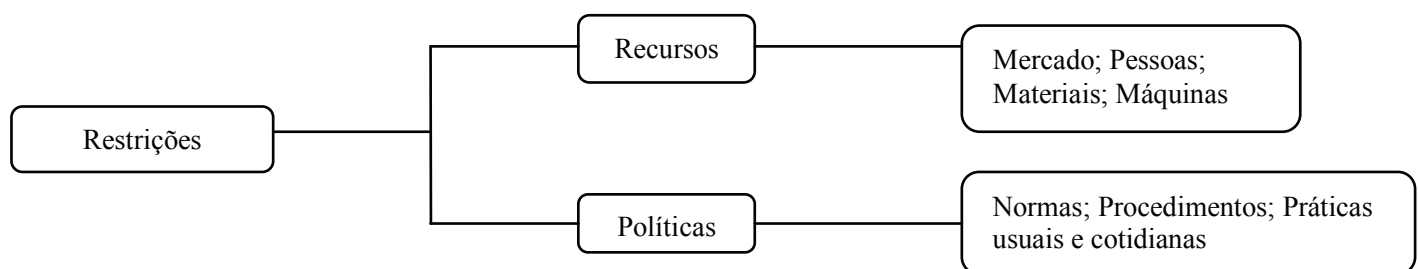 Restrições
Recursos
Mercado; Pessoas;
Materiais; Máquinas
Políticas
Normas; Procedimentos; Práticas
usuais e cotidianas